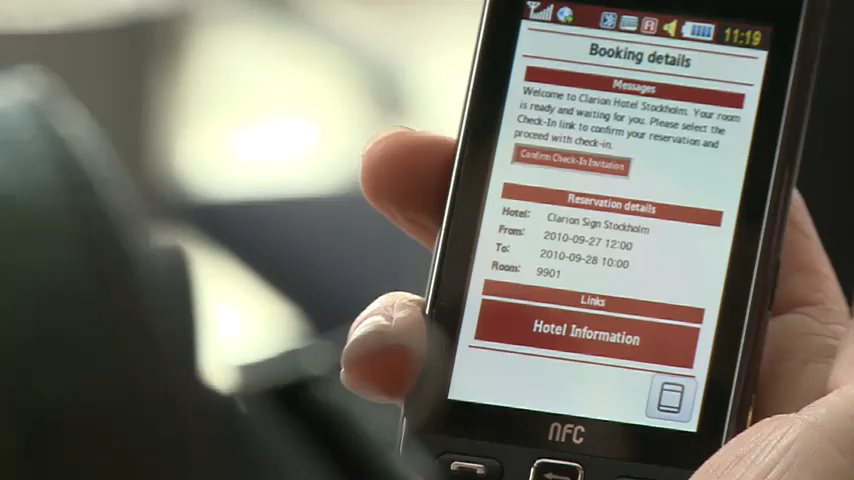 11:19
Booking details
Messages
Welcome to Clarion Hotel Stockholm. Your room
is ready and waiting for you. Please select the
Check-In link to confirm your reservation and
proceed with check-in.
Confirm Check-In Invitation
Reservation details
Hotel: Clarion Sign Stockholm
From: 2010-09-27 12:00
To: 2010-09-28 10:00
Room: 9901
Links
Hotel Information
NFC